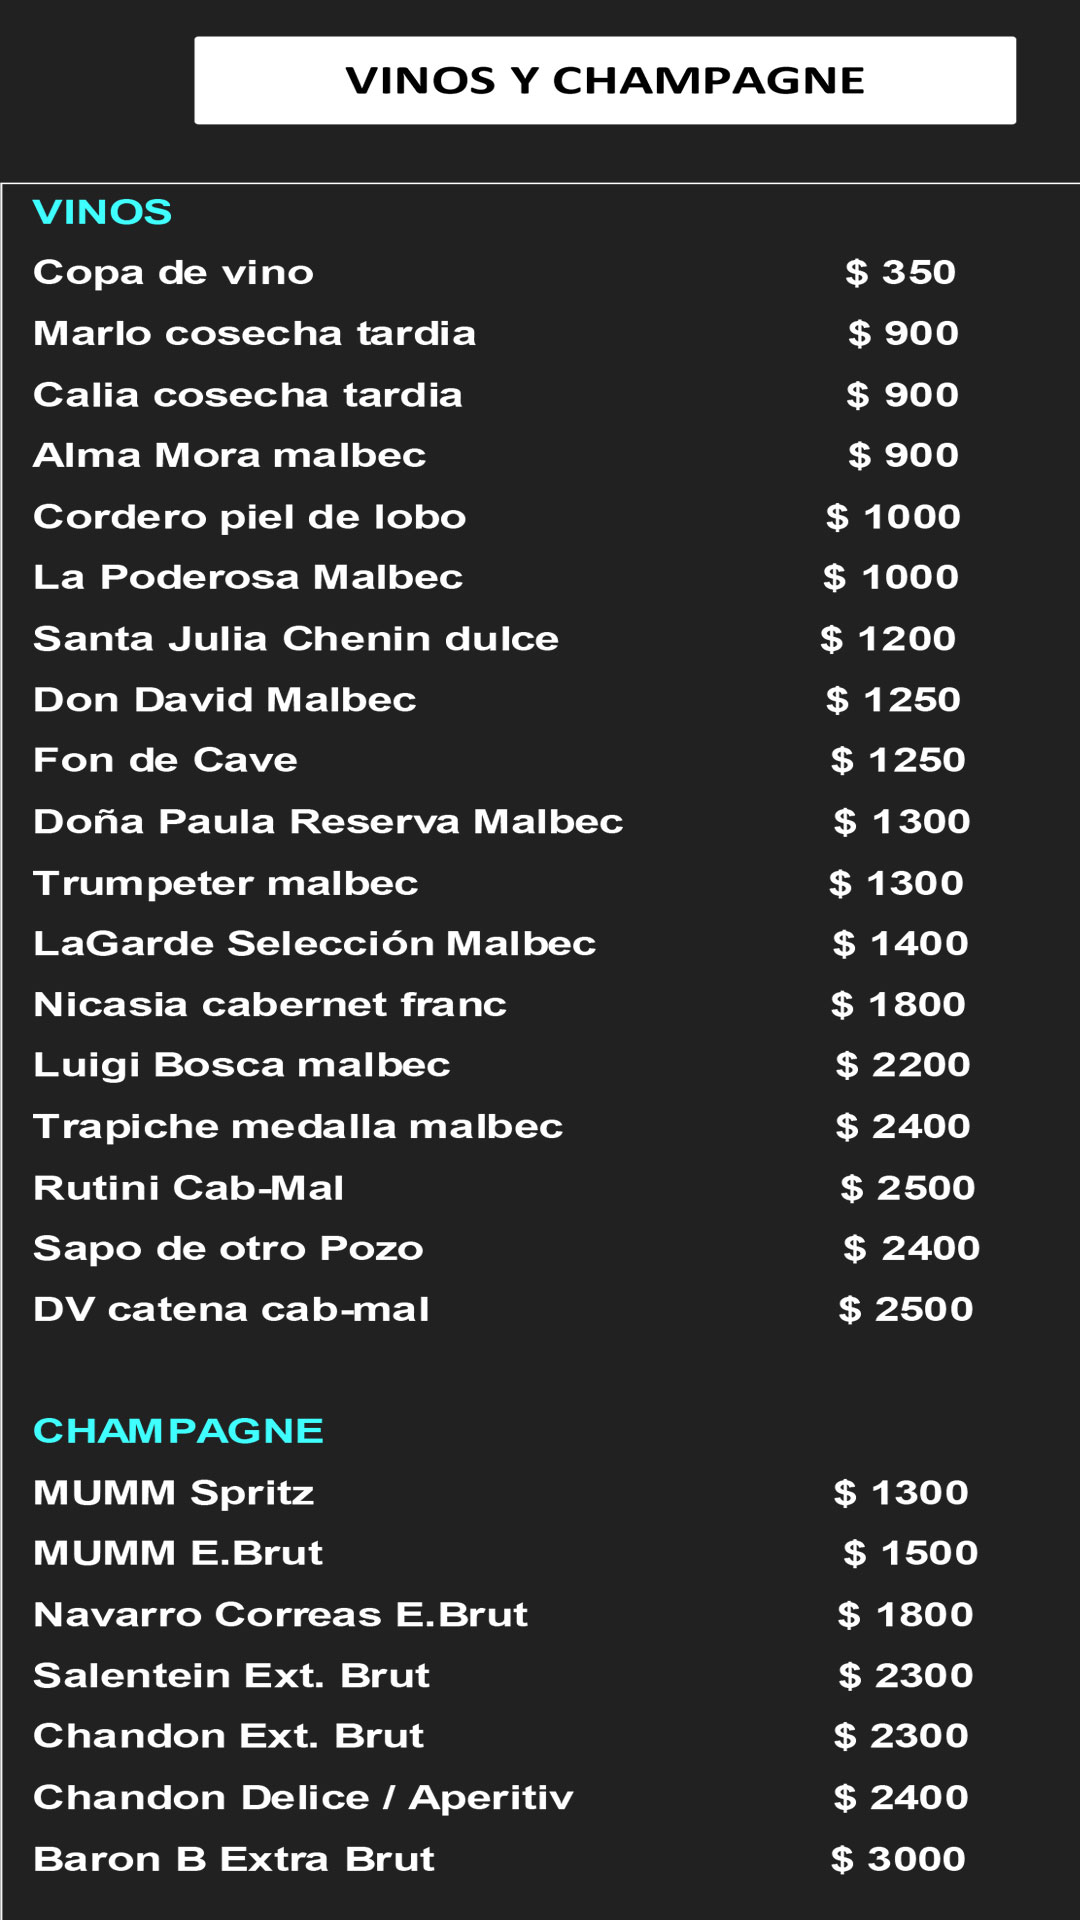 VINOS Y CHAMPAGNE
VINOS
Copa de vino $ 350
Marlo cosecha tardia $ 900
Calia cosecha tardia $ 900
Alma Mora malbec $ 900
Cordero piel de lobo $ 1000
La Poderosa Malbec $ 1000
Santa Julia Chenin dulce $ 1200
Don David Malbec $ 1250
Fon de Cave $ 1250
Doña Paula Reserva Malbec $ 1300
Trumpeter malbec $ 1300
LaGarde Selección Malbec $ 1400
Nicasia cabernet franc $ 1800
Luigi Bosca malbec $ 2200
Trapiche medalla malbec $ 2400
Rutini Cab-Mal $ 2500
Sapo de otro Pozo $ 2400
DV catena cab-mal $ 2500
CHAMPAGNE
MUMM Spritz $ 1300
MUMM E.Brut $ 1500
Navarro Correas E.Brut $ 1800
Salentein Ext. Brut $ 2300
Chandon Ext. Brut $ 2300
Chandon Delice / Aperitiv $ 2400
Baron B Extra Brut $ 3000